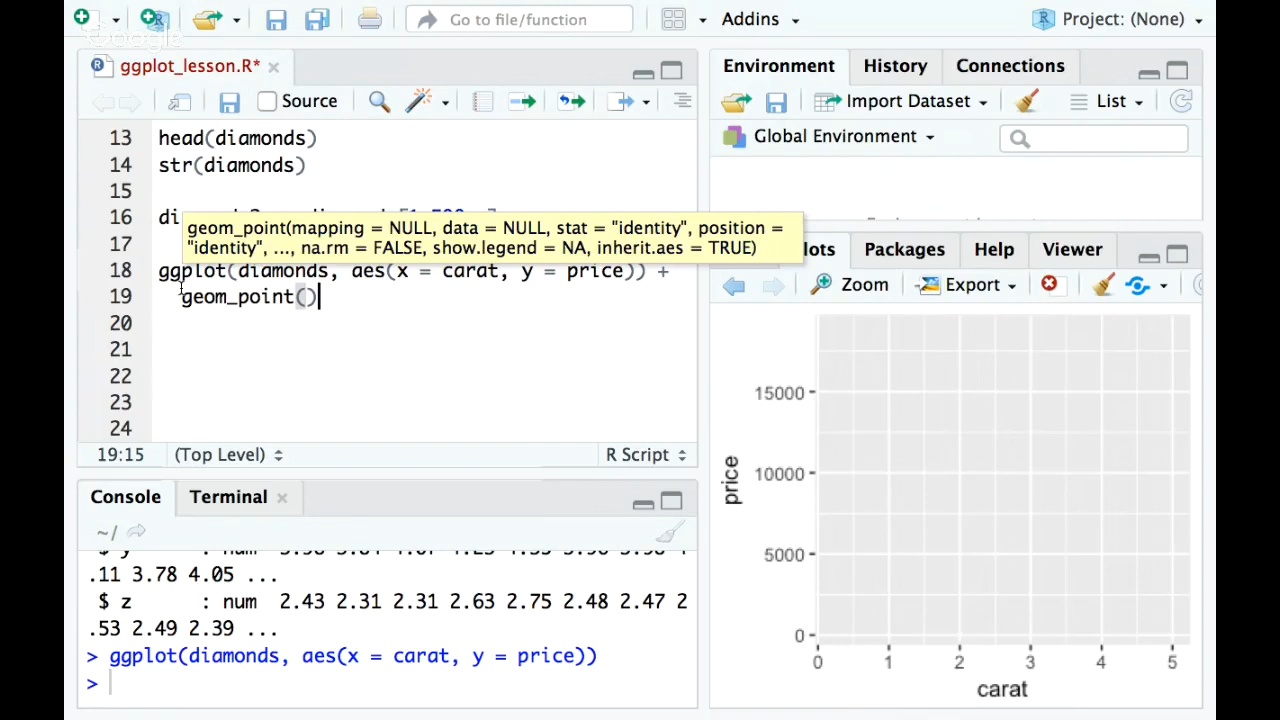 Go to file/function
Addins
Project: (None)
Google
ggplot_lesson.R*
Source
13 head(diamonds)
14 str(diamonds)
15
16
geom_point(mapping = NULL, data = NULL, stat = "identity", position =
"identity", ..., na.rm = FALSE, show.legend = NA, inherit.aes = TRUE)
17
18 ggplot(diamonds, aes(x = carat, y = price)) +
19 geom_point()
20
21
22
23
24
19:15 (Top Level) R Script
Console Terminal
~/
.11 3.78 4.05 ...
$ z : num 2.43 2.31 2.31 2.63 2.75 2.48 2.47 2
.53 2.49 2.39 ...
> ggplot(diamonds, aes(x = carat, y = price))
>
Environment History Connections
Import Dataset List
Global Environment
lots Packages Help Viewer
Zoom Export
price
15000
10000
5000
0
0 1 2 3 4 5
carat